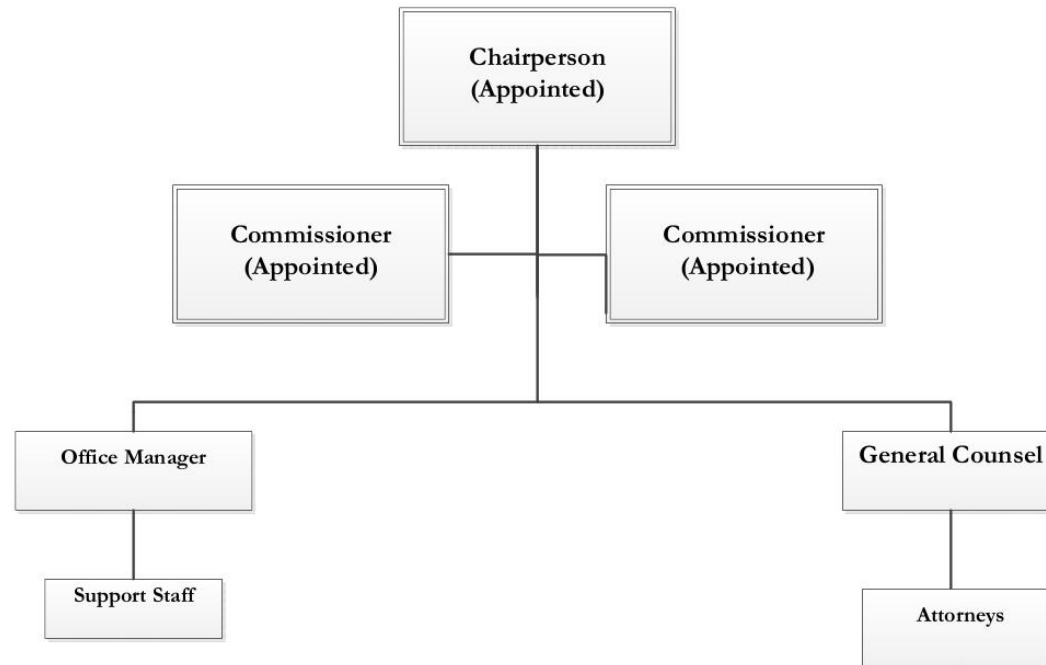 Chairperson
(Appointed)
Commissioner
(Appointed)
Commissioner
(Appointed)
Office Manager
General Counsel
Support Staff
Attorneys